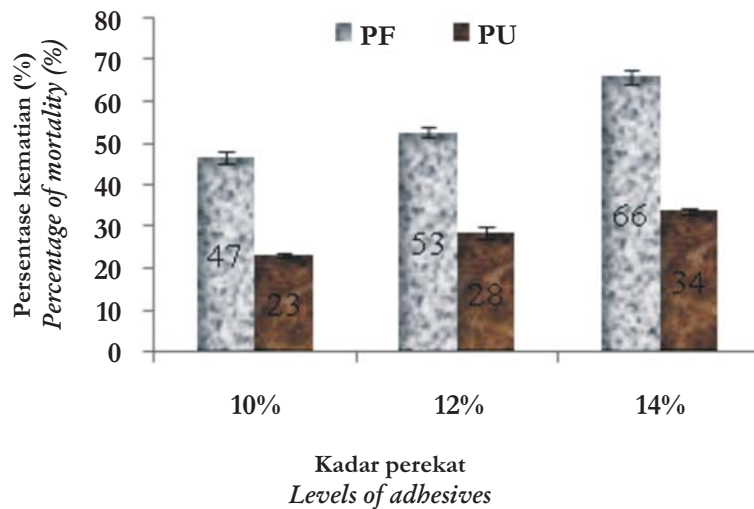 80
70
60
50
40
30
20
10
0
Persentase kematian (%)
Percentage of mortality (%)
PF PU
47 23 53 28 66 34
10% 12% 14%
Kadar perekat
Levels of adhesives